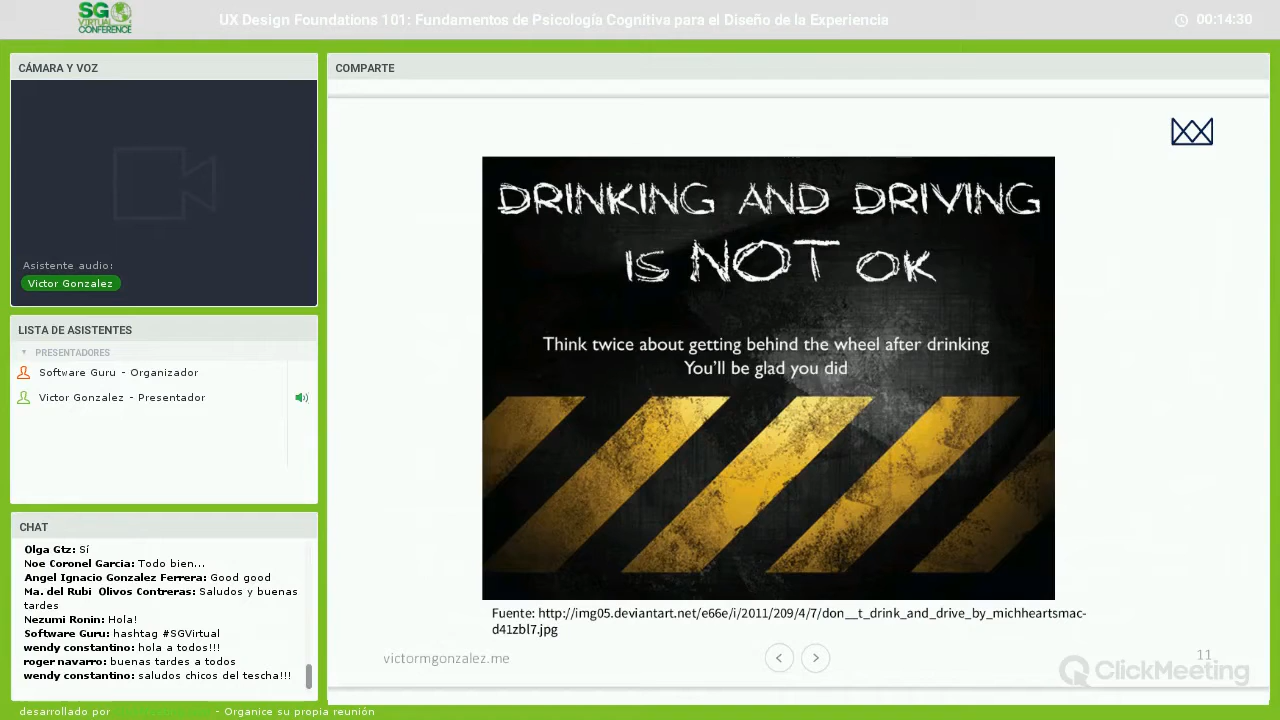 SG
VIRTUAL
CONFERENCE
UX Design Foundations 101: Fundamentos de Psicología Cognitiva para el Diseño de la Experiencia
00:14:30
CÁMARA Y VOZ
Asistente audio:
Victor Gonzalez
LISTA DE ASISTENTES
PRESENTADORES
Software Guru - Organizador
Victor Gonzalez - Presentador
CHAT
Olga Gtz: Sí
Noe Coronel Garcia: Todo bien...
Angel Ignacio Gonzalez Ferrera: Good good
Ma. del Rubi Olivos Contreras: Saludos y buenas
tardes
Nezumi Ronin: Hola!
Software Guru: hashtag #SGVirtual
wendy constantino: hola a todos!!!
roger navarro: buenas tardes a todos
wendy constantino: saludos chicos del tescha!!!
desarrollado por
- Organice su propia reunión
COMPARTE
DRINKING AND DRIVING
IS NOT OK
Think twice about getting behind the wheel after drinking
You'll be glad you did
Fuente: http://img05.deviantart.net/e66e/i/2011/209/4/7/don__t_drink_and_drive_by_michheartsmac-
d41zbl7.jpg
victormgonzalez.me
11
ClickMeeting